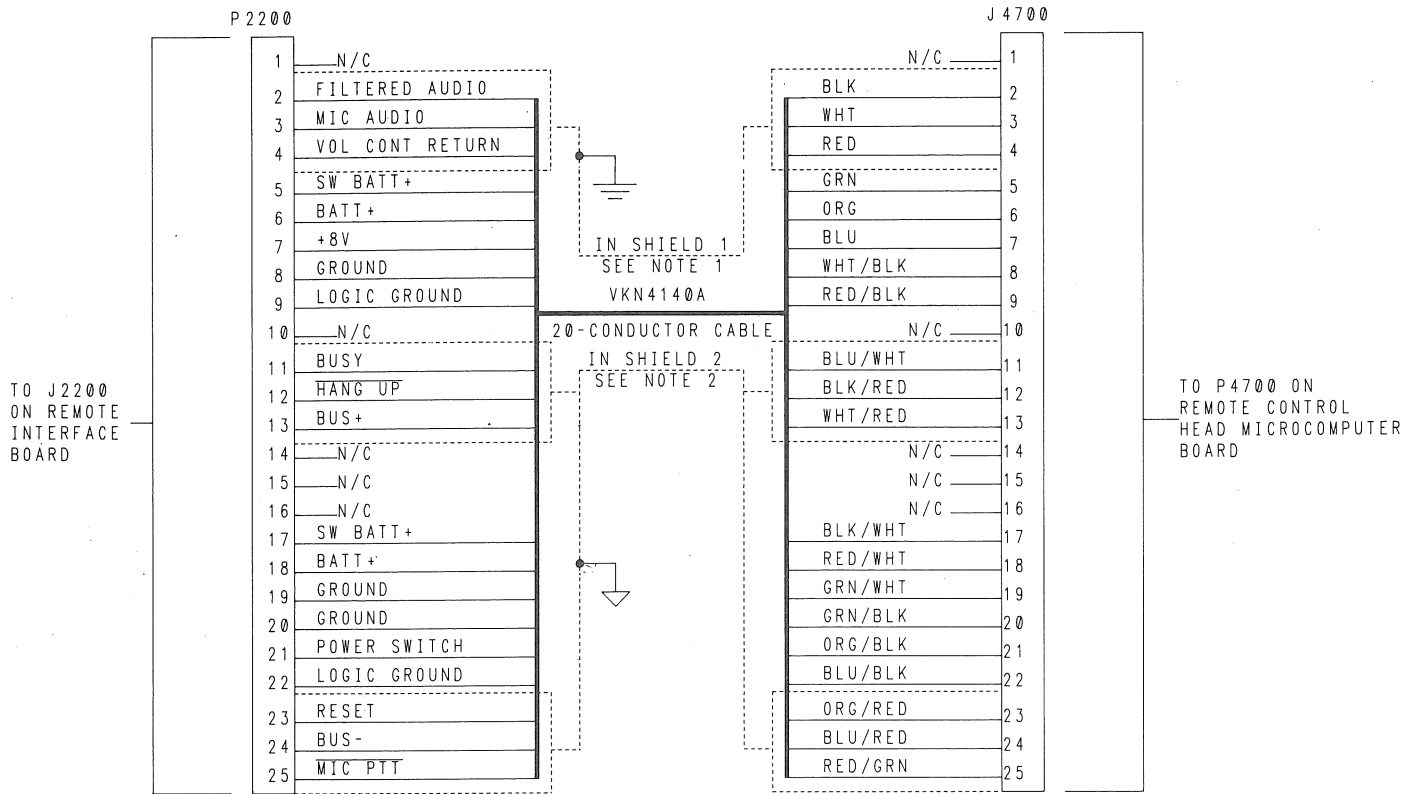 P2200
J4700
1 N/C
2 FILTERED AUDIO
3 MIC AUDIO
4 VOL CONT RETURN
5 SW BATT+
6 BATT+
7 +8V
8 GROUND
9 LOGIC GROUND
10 N/C
11 BUSY
12 HANG UP
13 BUS+
14 N/C
15 N/C
16 N/C
17 SW BATT+
18 BATT+
19 GROUND
20 GROUND
21 POWER SWITCH
22 LOGIC GROUND
23 RESET
24 BUS-
25 MIC PTT
TO J2200
ON REMOTE
INTERFACE
BOARD
IN SHIELD 1
SEE NOTE 1
VKN4140A
20-CONDUCTOR CABLE
IN SHIELD 2
SEE NOTE 2
N/C 1
BLK 2
WHT 3
RED 4
GRN 5
ORG 6
BLU 7
WHT/BLK 8
RED/BLK 9
N/C 10
BLU/WHT 11
BLK/RED 12
WHT/RED 13
N/C 14
N/C 15
N/C 16
BLK/WHT 17
RED/WHT 18
GRN/WHT 19
GRN/BLK 20
ORG/BLK 21
BLU/BLK 22
ORG/RED 23
BLU/RED 24
RED/GRN 25
TO P4700 ON
REMOTE CONTROL
HEAD MICROCOMPUTER
BOARD